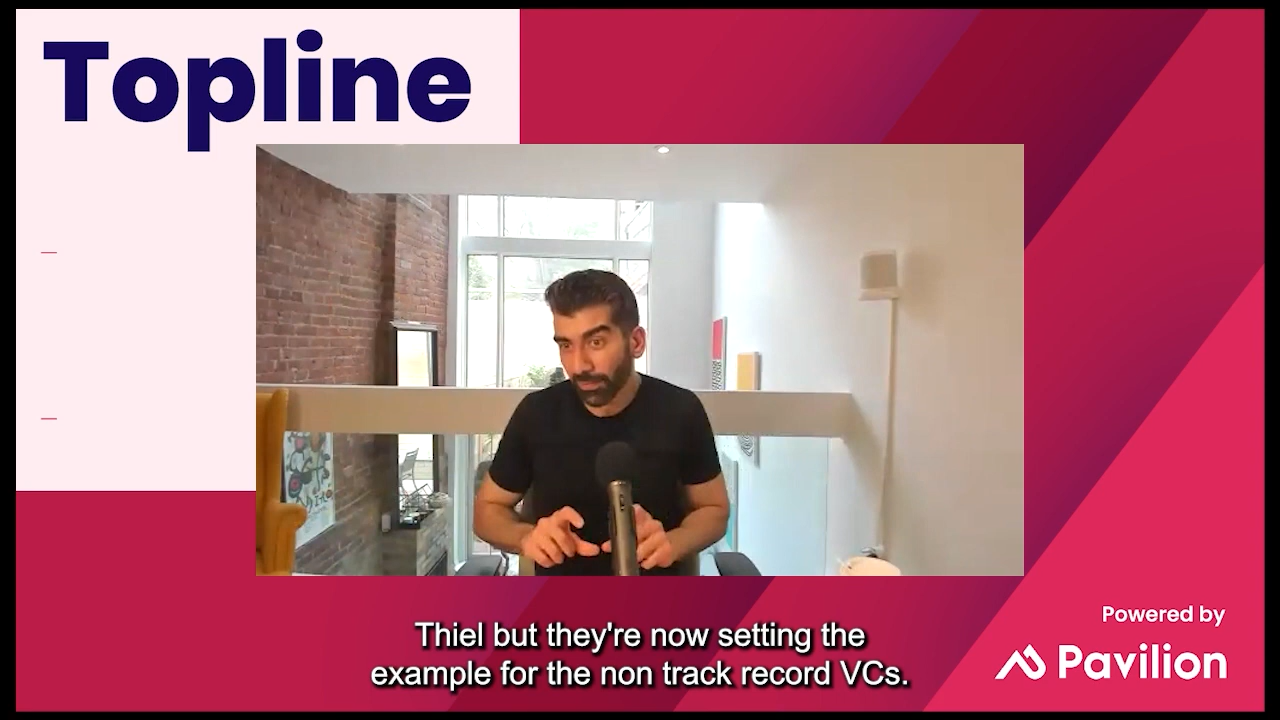 Topline
Thiel but they're now setting the
example for the non track record VCs.
Powered by
Pavilion